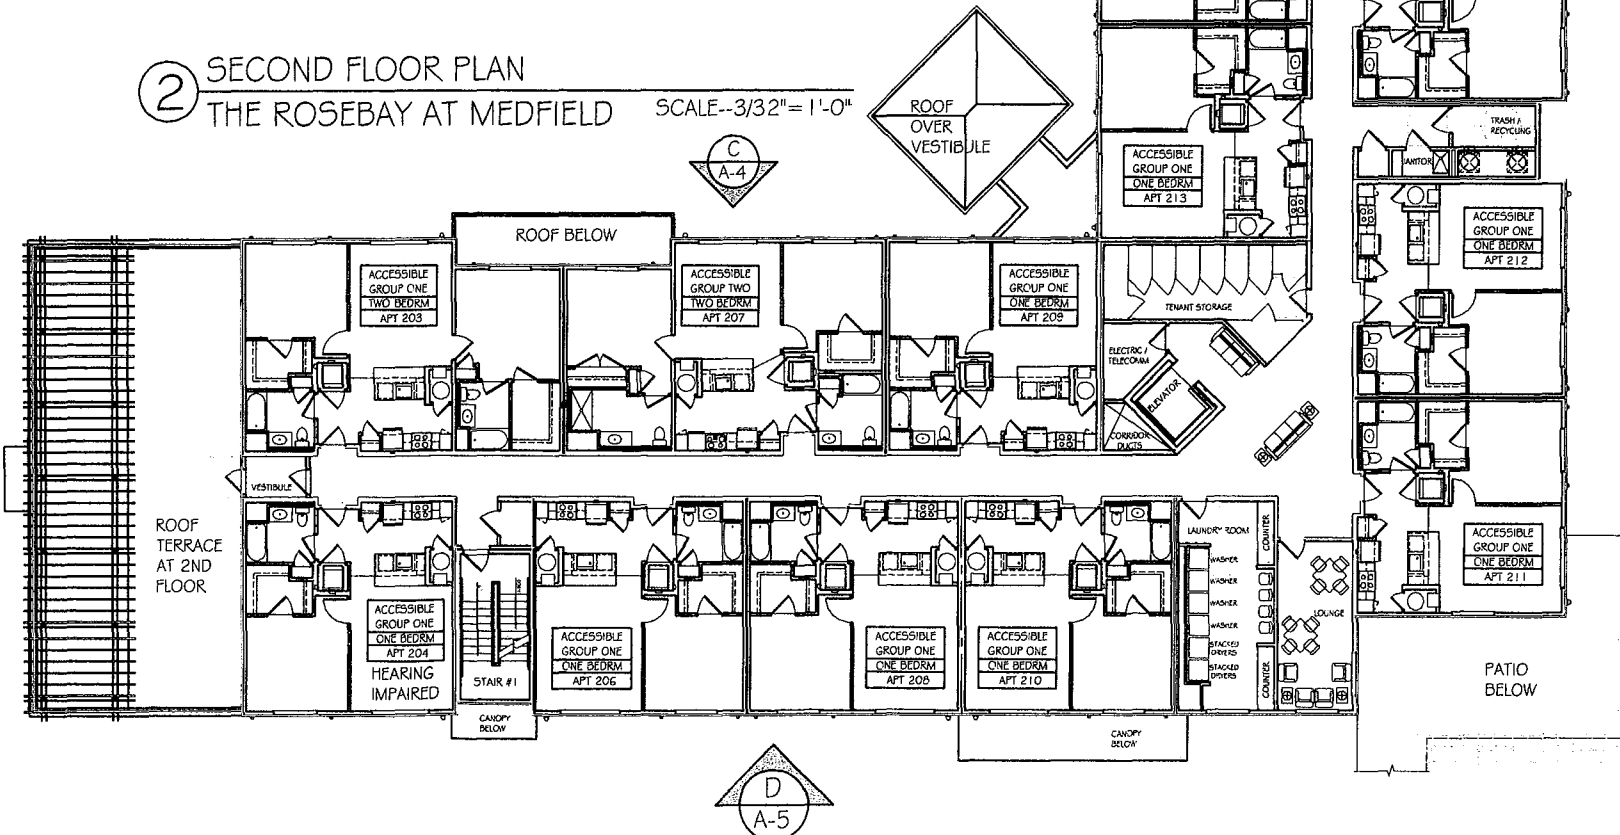 2
SECOND FLOOR PLAN
THE ROSEBAY AT MEDFIELD
SCALE--3/32"= 1'-0"
C
A-4
ROOF
OVER
VESTIBULE
TRASH /
RECYCLING
JANITOR
ACCESSIBLE
GROUP ONE
ONE BEDRM
APT 213
ACCESSIBLE
GROUP ONE
ONE BEDRM
APT 212
ROOF BELOW
ACCESSIBLE
GROUP ONE
TWO BEDRM
APT 203
ACCESSIBLE
GROUP TWO
TWO BEDRM
APT 207
ACCESSIBLE
GROUP ONE
ONE BEDRM
APT 209
TENANT STORAGE
ELECTRIC /
TELECOMM
ELEVATOR
CORRIDOR
DUCTS
VESTIBULE
ROOF
TERRACE
AT 2ND
FLOOR
LAUNDRY ROOM
COUNTER
WASHER
WASHER
WASHER
WASHER
STACKED
DRYERS
STACKED
DRYERS
COUNTER
LOUNGE
ACCESSIBLE
GROUP ONE
ONE BEDRM
APT 211
ACCESSIBLE
GROUP ONE
ONE BEDRM
APT 204
HEARING
IMPAIRED
STAIR #1
ACCESSIBLE
GROUP ONE
ONE BEDRM
APT 206
ACCESSIBLE
GROUP ONE
ONE BEDRM
APT 208
ACCESSIBLE
GROUP ONE
ONE BEDRM
APT 210
PATIO
BELOW
CANOPY
BELOW
CANOPY
BELOW
D
A-5